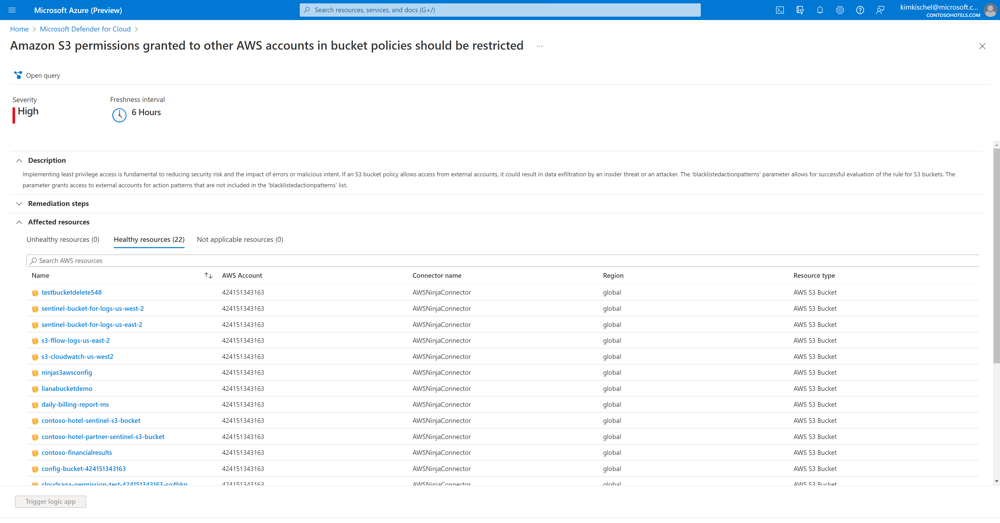 Microsoft Azure (Preview)
Search resources, services, and docs (G+/)
kimkischel@microsoft.c...
CONTOSOHOTELS.COM
Home > Microsoft Defender for Cloud >
Amazon S3 permissions granted to other AWS accounts in bucket policies should be restricted ...
Open query
Severity
High
Freshness interval
6 Hours
Description
Implementing least privilege access is fundamental to reducing security risk and the impact of errors or malicious intent. If an S3 bucket policy allows access from external accounts, it could result in data exfiltration by an insider threat or an attacker. The 'blacklistedactionpatterns' parameter allows for successful evaluation of the rule for S3 buckets. The
parameter grants access to external accounts for action patterns that are not included in the 'blacklistedactionpatterns' list.
Remediation steps
Affected resources
Unhealthy resources (0) Healthy resources (22) Not applicable resources (0)
Search AWS resources
Name AWS Account Connector name Region Resource type
testbucketdelete548 424151343163 AWSNinjaConnector global AWS S3 Bucket
sentinel-bucket-for-logs-us-west-2 424151343163 AWSNinjaConnector global AWS S3 Bucket
sentinel-bucket-for-logs-us-east-2 424151343163 AWSNinjaConnector global AWS S3 Bucket
s3-fllow-logs-us-east-2 424151343163 AWSNinjaConnector global AWS S3 Bucket
s3-cloudwatch-us-west2 424151343163 AWSNinjaConnector global AWS S3 Bucket
ninjas3awsconfig 424151343163 AWSNinjaConnector global AWS S3 Bucket
lianabucketdemo 424151343163 AWSNinjaConnector global AWS S3 Bucket
daily-billing-report-ms 424151343163 AWSNinjaConnector global AWS S3 Bucket
contoso-hotel-sentinel-s3-bocket 424151343163 AWSNinjaConnector global AWS S3 Bucket
contoso-hotel-partner-sentinel-s3-bucket 424151343163 AWSNinjaConnector global AWS S3 Bucket
contoso-financialresults 424151343163 AWSNinjaConnector global AWS S3 Bucket
config-bucket-424151343163 424151343163 AWSNinjaConnector global AWS S3 Bucket
cloudsaga-permission-test-424151343163-so4bkp 424151343163 AWSNinjaConnector global AWS S3 Bucket
Trigger logic app